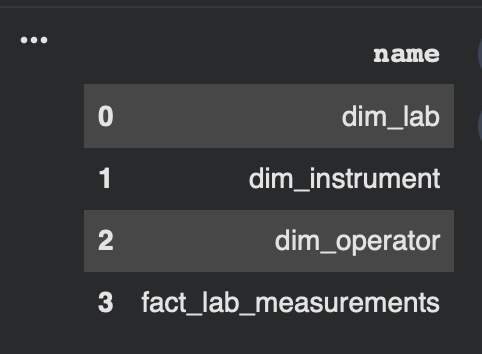 ...
name
0 dim_lab
1 dim_instrument
2 dim_operator
3 fact_lab_measurements